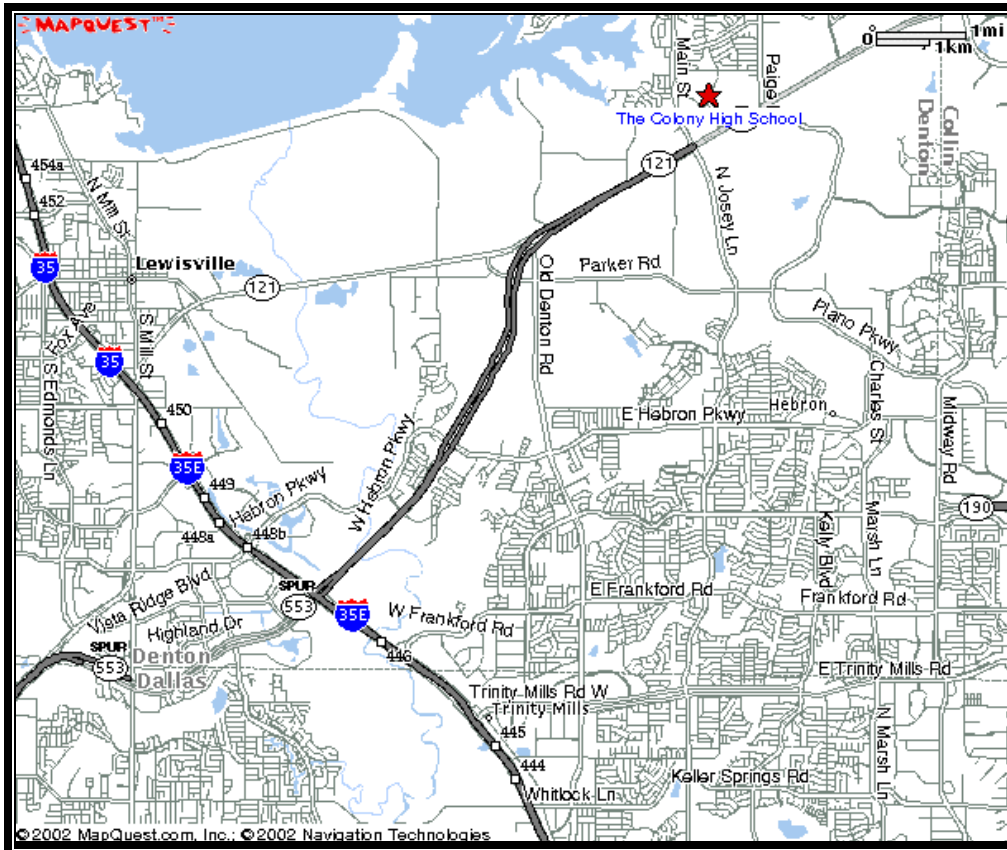 MAPQUEST™
0
1mi
1km
Main St
Paige
The Colony High School
Collin
Denton
121
454a
452
N Mill St
N Josey Ln
35
Lewisville
121
Old Denton Rd
Parker Rd
Fox Ave
S Mill St
Plano Pkwy
35
S Edmonds Ln
Charles St
450
E Hebron Pkwy
Hebron
Midway Rd
35E
W Hebron Pkwy
449
Hebron Pkwy
448a
448b
Kelly Blvd
Marsh Ln
190
Vista Ridge Blvd
SPUR
553
35E
E Frankford Rd
Frankford Rd
W Frankford Rd
Highland Dr
SPUR
553
Denton
Dallas
446
E Trinity Mills Rd
Trinity Mills Rd W
Trinity Mills
445
N Marsh Ln
444
Keller Springs Rd
Whitlock Ln
©2002 MapQuest.com, Inc.; ©2002 Navigation Technologies